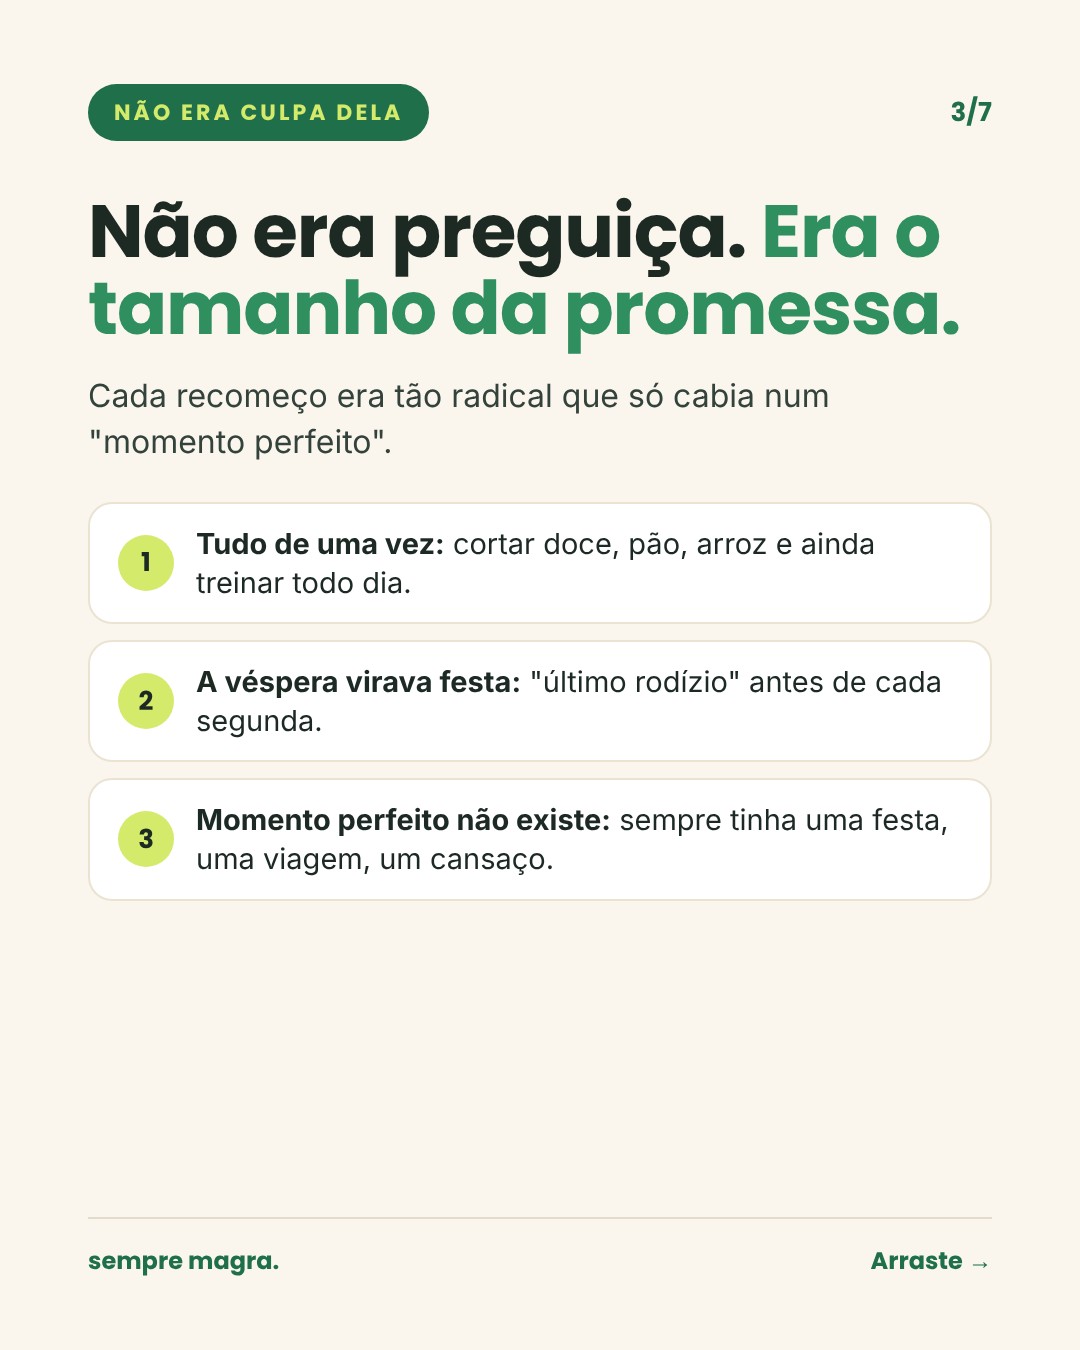 NÃO ERA CULPA DELA
3/7
Não era preguiça. Era o
tamanho da promessa.
Cada recomeço era tão radical que só cabia num
"momento perfeito".
1
Tudo de uma vez: cortar doce, pão, arroz e ainda
treinar todo dia.
2
A véspera virava festa: "último rodízio" antes de cada
segunda.
3
Momento perfeito não existe: sempre tinha uma festa,
uma viagem, um cansaço.
sempre magra.
Arraste →